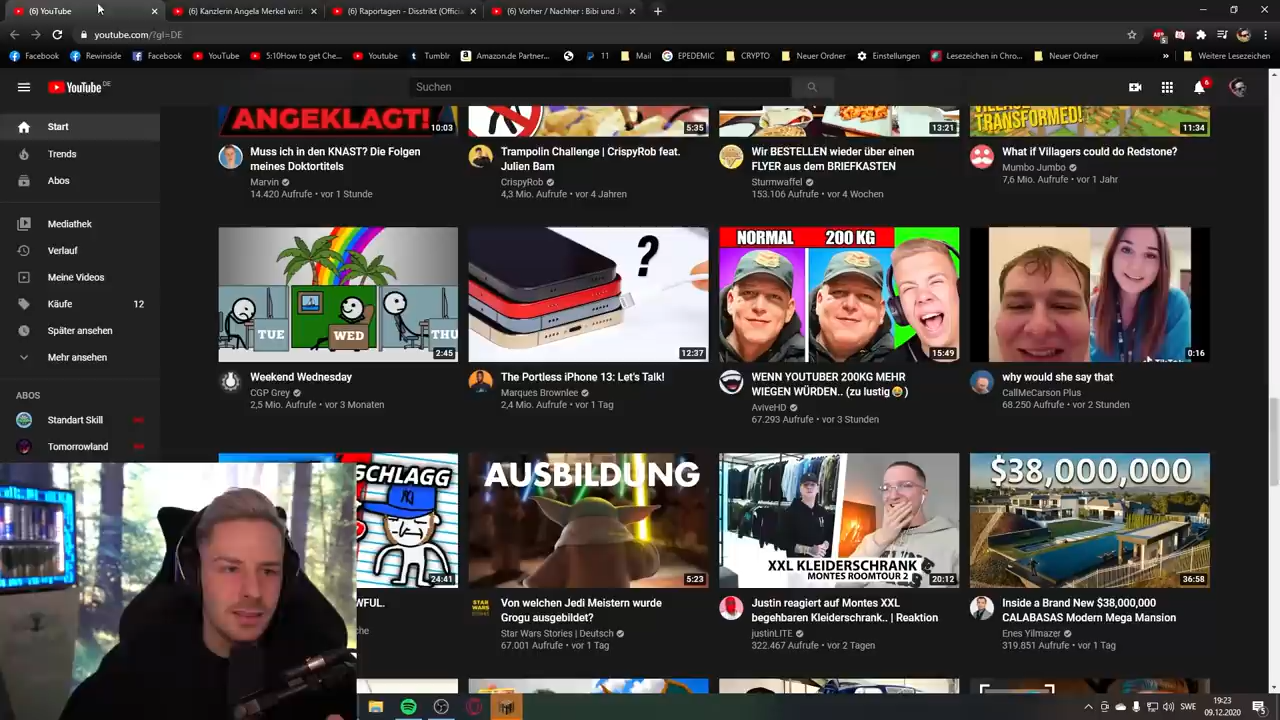 (6) YouTube
(6) Kanzlerin Angela Merkel wird
(6) Raportagen - Disstrikt (Offici
(6) Vorher / Nachher : Bibi und J
youtube.com/?gl=DE
Facebook
Rewinside
Facebook
YouTube
5:10How to get Che...
Youtube
Tumblr
Amazon.de Partner...
11
Mail
EPEDEMIC
CRYPTO
Neuer Ordner
Einstellungen
Lesezeichen in Chro...
Neuer Ordner
»
Weitere Lesezeichen
YouTube DE
Suchen
6
Start
Trends
Abos
Mediathek
Verlauf
Meine Videos
Käufe 12
Später ansehen
Mehr ansehen
ABOS
Standart Skill
Tomorrowland
ANGEKLAGT!
10:03
Muss ich in den KNAST? Die Folgen
meines Doktortitels
Marvin
14.420 Aufrufe • vor 1 Stunde
5:35
Trampolin Challenge | CrispyRob feat.
Julien Bam
CrispyRob
4,3 Mio. Aufrufe • vor 4 Jahren
13:21
Wir BESTELLEN wieder über einen
FLYER aus dem BRIEFKASTEN
Sturmwaffel
153.106 Aufrufe • vor 4 Wochen
VILLAGE
TRANSFORMED!
11:34
What if Villagers could do Redstone?
Mumbo Jumbo
7,6 Mio. Aufrufe • vor 1 Jahr
TUE
WED
THU
2:45
Weekend Wednesday
CGP Grey
2,5 Mio. Aufrufe • vor 3 Monaten
?
12:37
The Portless iPhone 13: Let's Talk!
Marques Brownlee
2,4 Mio. Aufrufe • vor 1 Tag
NORMAL 200 KG
15:49
WENN YOUTUBER 200KG MEHR
WIEGEN WÜRDEN.. (zu lustig😂)
AviveHD
67.293 Aufrufe • vor 3 Stunden
0:16
why would she say that
CallMeCarson Plus
68.250 Aufrufe • vor 2 Stunden
SCHLAGG
24:41
WFUL.
che
AUSBILDUNG
5:23
STAR WARS
Von welchen Jedi Meistern wurde
Grogu ausgebildet?
Star Wars Stories | Deutsch
67.001 Aufrufe • vor 1 Tag
XXL KLEIDERSCHRANK
MONTES ROOMTOUR 2
20:12
Justin reagiert auf Montes XXL
begehbaren Kleiderschrank.. | Reaktion
justinLITE
322.467 Aufrufe • vor 2 Tagen
$38,000,000
36:58
Inside a Brand New $38,000,000
CALABASAS Modern Mega Mansion
Enes Yilmazer
319.851 Aufrufe • vor 1 Tag
SWE
19:23
09.12.2020